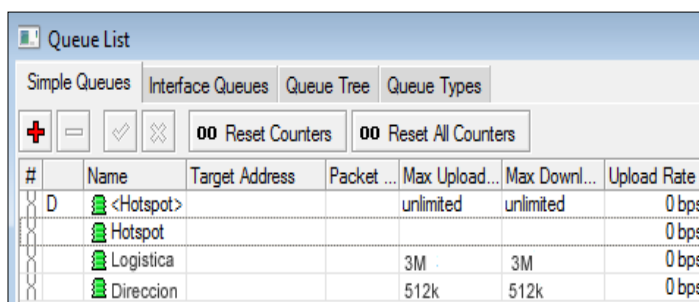 Queue List
Simple Queues Interface Queues Queue Tree Queue Types
00 Reset Counters 00 Reset All Counters
# Name Target Address Packet ... Max Upload... Max Downl... Upload Rate
D <Hotspot> unlimited unlimited 0 bps
Hotspot 0 bps
Logistica 3M 3M 0 bps
Direccion 512k 512k 0 bps